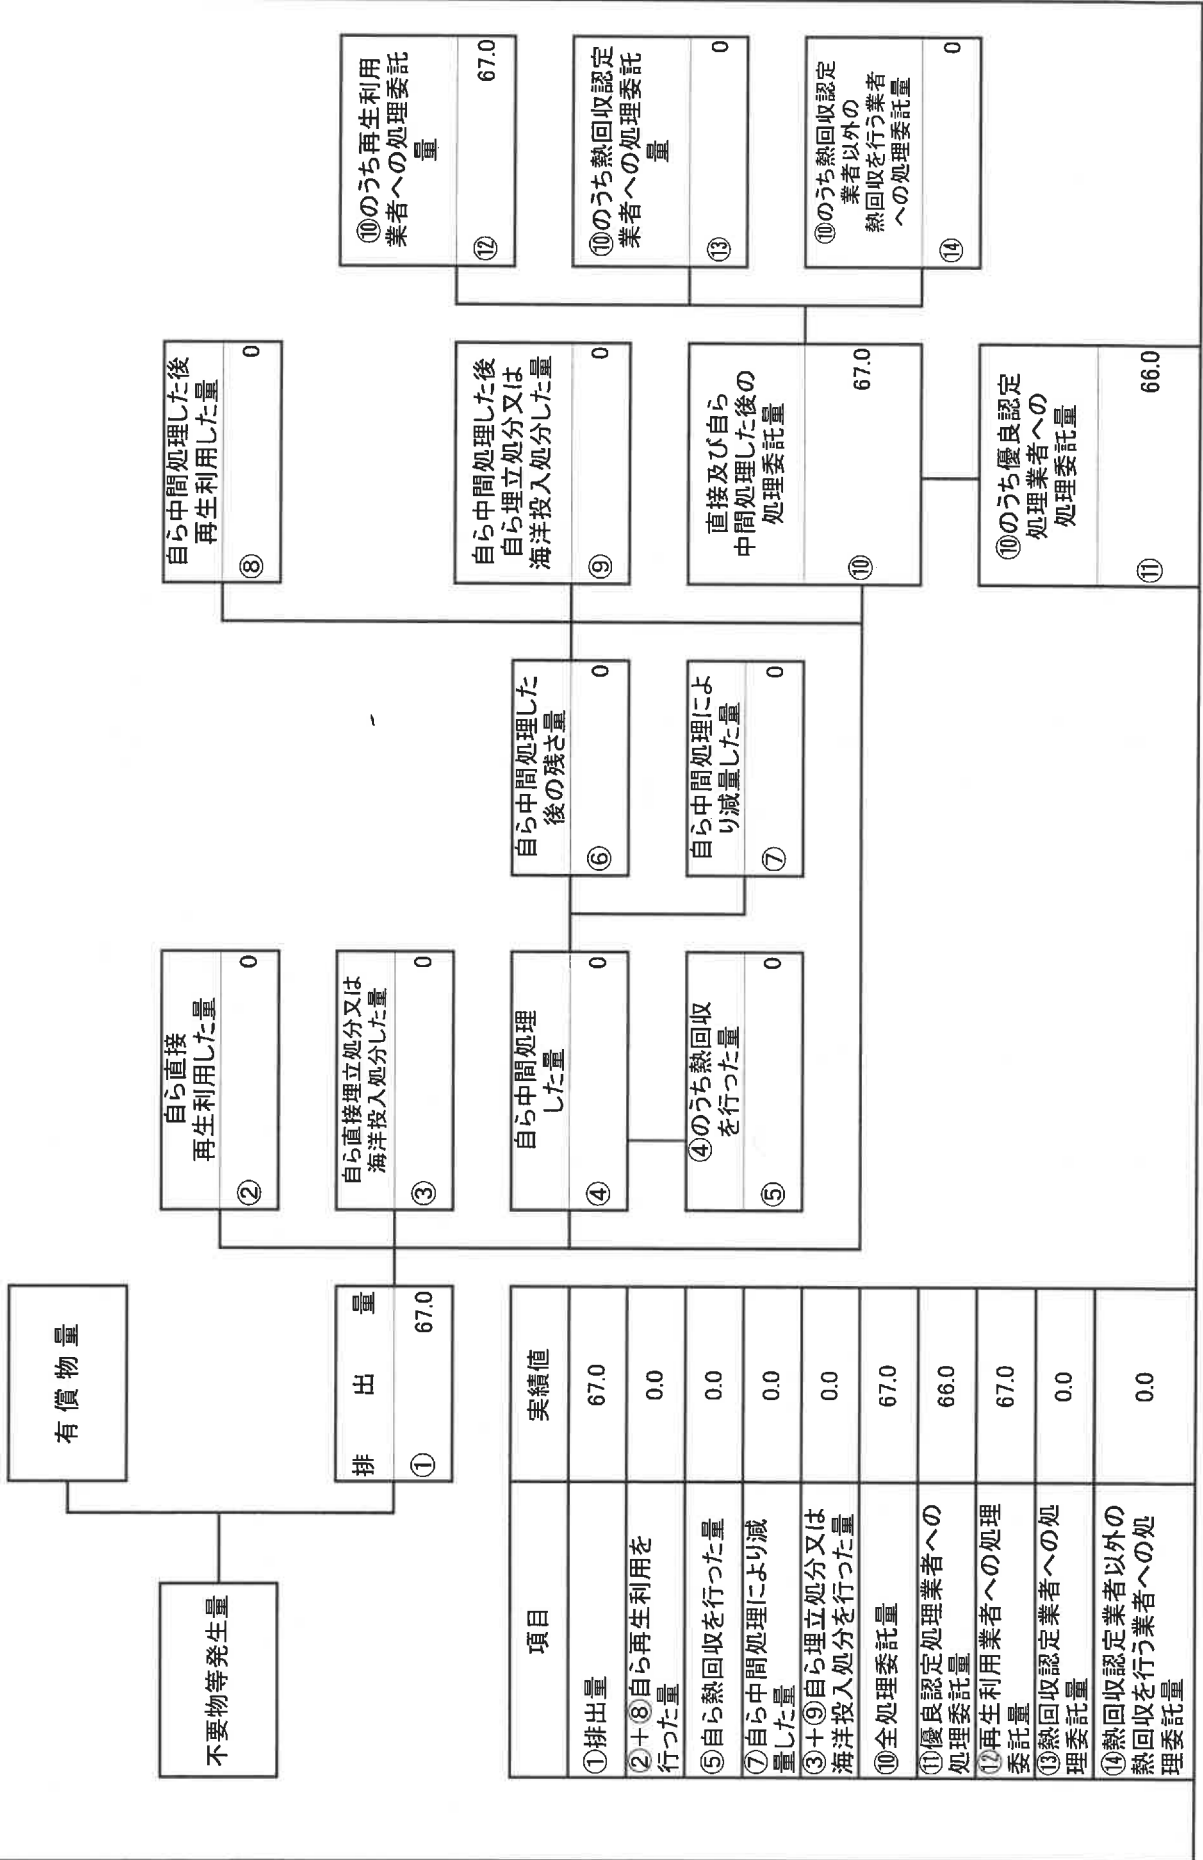 不要物等発生量
有 償 物 量
排 出 量
① 67.0
自ら直接
再生利用した量
② 0
自ら直接埋立処分又は
海洋投入処分した量
③ 0
自ら中間処理
した量
④ 0
④のうち熱回収
を行った量
⑤ 0
自ら中間処理した
後の残さ量
⑥ 0
自ら中間処理によ
り減量した量
⑦ 0
自ら中間処理した後
再生利用した量
⑧ 0
自ら中間処理した後
自ら埋立処分又は
海洋投入処分した量
⑨ 0
直接及び自ら
中間処理した後の
処理委託量
⑩ 67.0
⑩のうち優良認定
処理業者への
処理委託量
⑪ 66.0
⑩のうち再生利用
業者への処理委託
量
⑫ 67.0
⑩のうち熱回収認定
業者への処理委託
量
⑬ 0
⑩のうち熱回収認定
業者以外の
熱回収を行う業者
への処理委託量
⑭ 0
項目 実績値
①排出量 67.0
②+⑧自ら再生利用を
行った量 0.0
⑤自ら熱回収を行った量 0.0
⑦自ら中間処理により減
量した量 0.0
③+⑨自ら埋立処分又は
海洋投入処分を行った量 0.0
⑩全処理委託量 67.0
⑪優良認定処理業者への
処理委託量 66.0
⑫再生利用業者への処理
委託量 67.0
⑬熱回収認定業者への処
理委託量 0.0
⑭熱回収認定業者以外の
熱回収を行う業者への処
理委託量 0.0